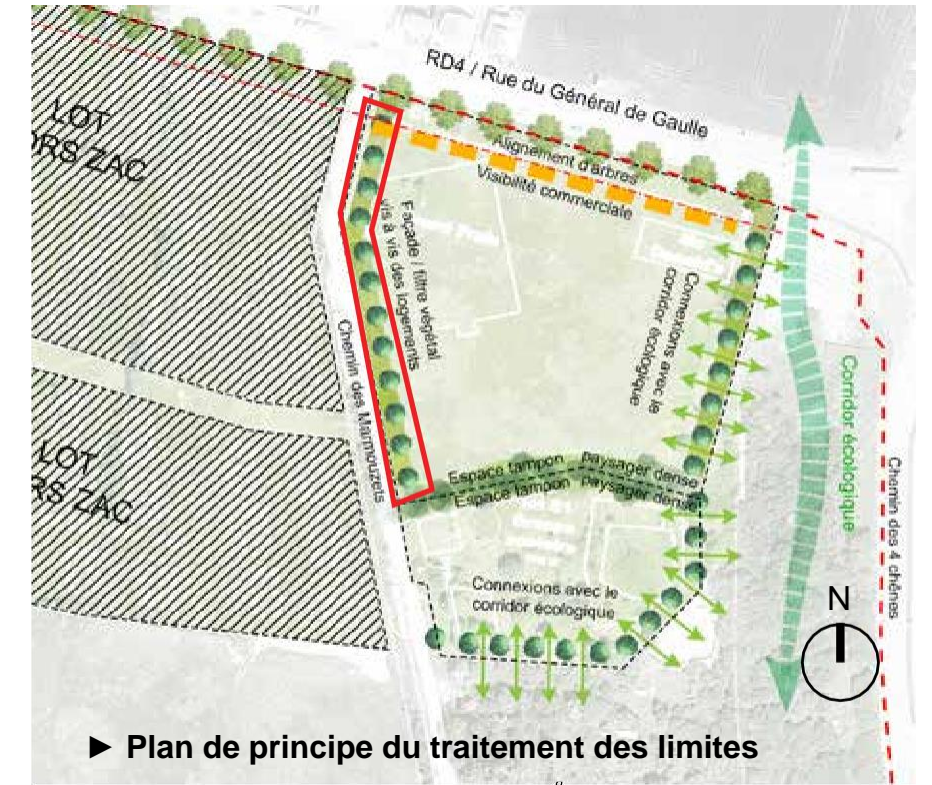 RD4 / Rue du Général de Gaulle
LOT
ORS ZAC
Alignement d'arbres
Visibilité commerciale
Façade / filtre végétal
vis à vis des logements
Connexions avec le
corridor écologique
Chemin des Marmouzets
Corridor écologique
Chemin des 4 chênes
LOT
RS ZAC
Espace tampon Paysager dense
Espace tampon Paysager dense
Connexions avec le
corridor écologique
N
► Plan de principe du traitement des limites